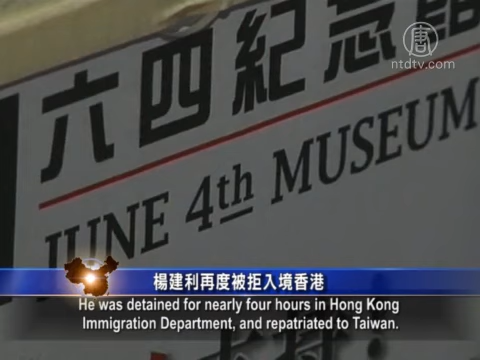 唐
ntdtv.com
六四紀念館
JUNE 4th MUSEUM
楊建利再度被拒入境香港
He was detained for nearly four hours in Hong Kong
Immigration Department, and repatriated to Taiwan.